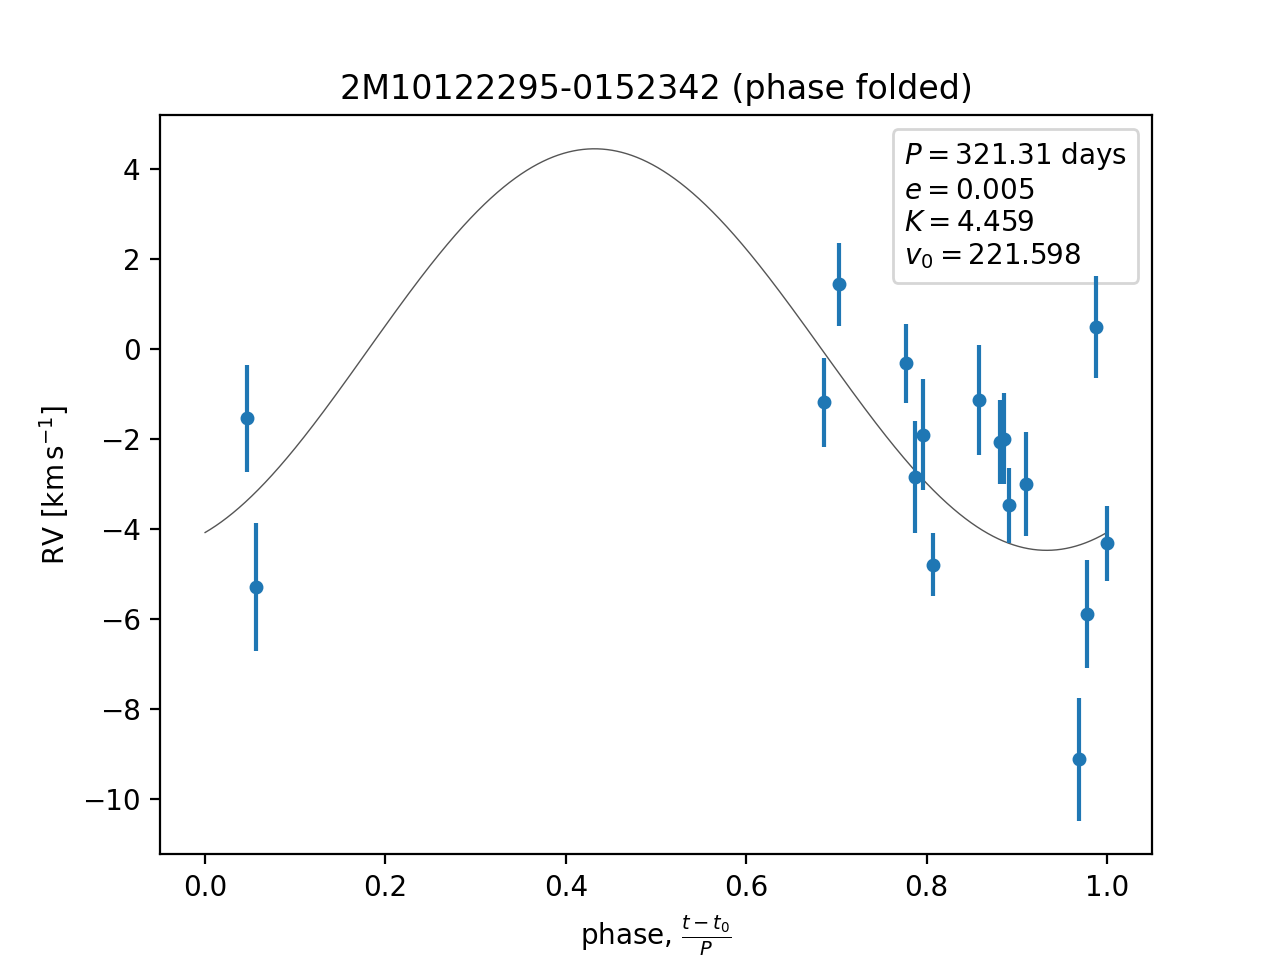 2M10122295-0152342 (phase folded)
P = 321.31 days
e = 0.005
K = 4.459
v₀ = 221.598
4
2
0
−2
−4
−6
−8
−10
RV [km s⁻¹]
0.0 0.2 0.4 0.6 0.8 1.0
phase, (t − t₀)/P